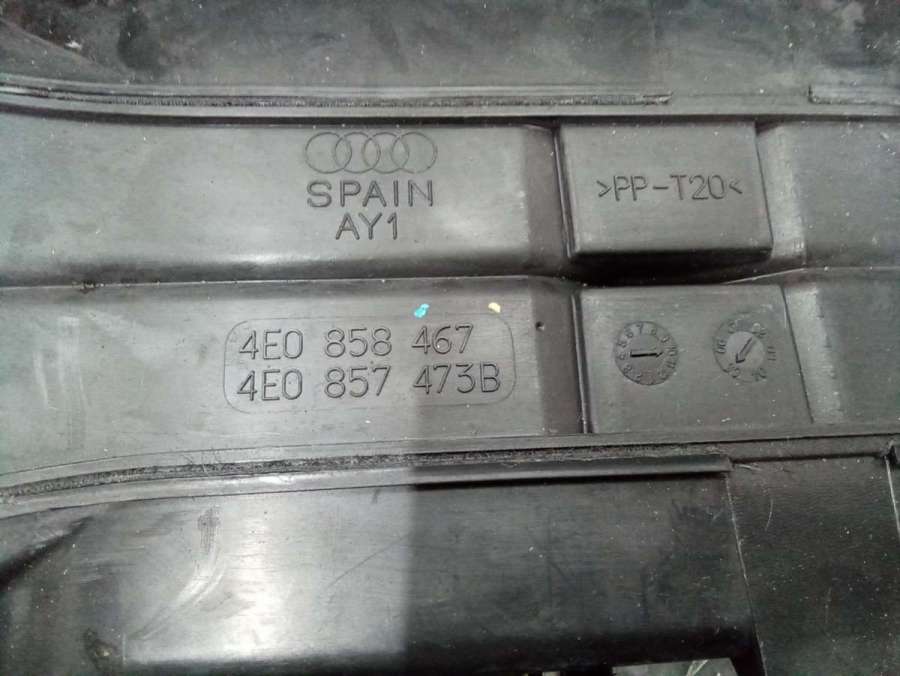 SPAIN
AY1
>PP-T20<
4E0 858 467
4E0 857 473B